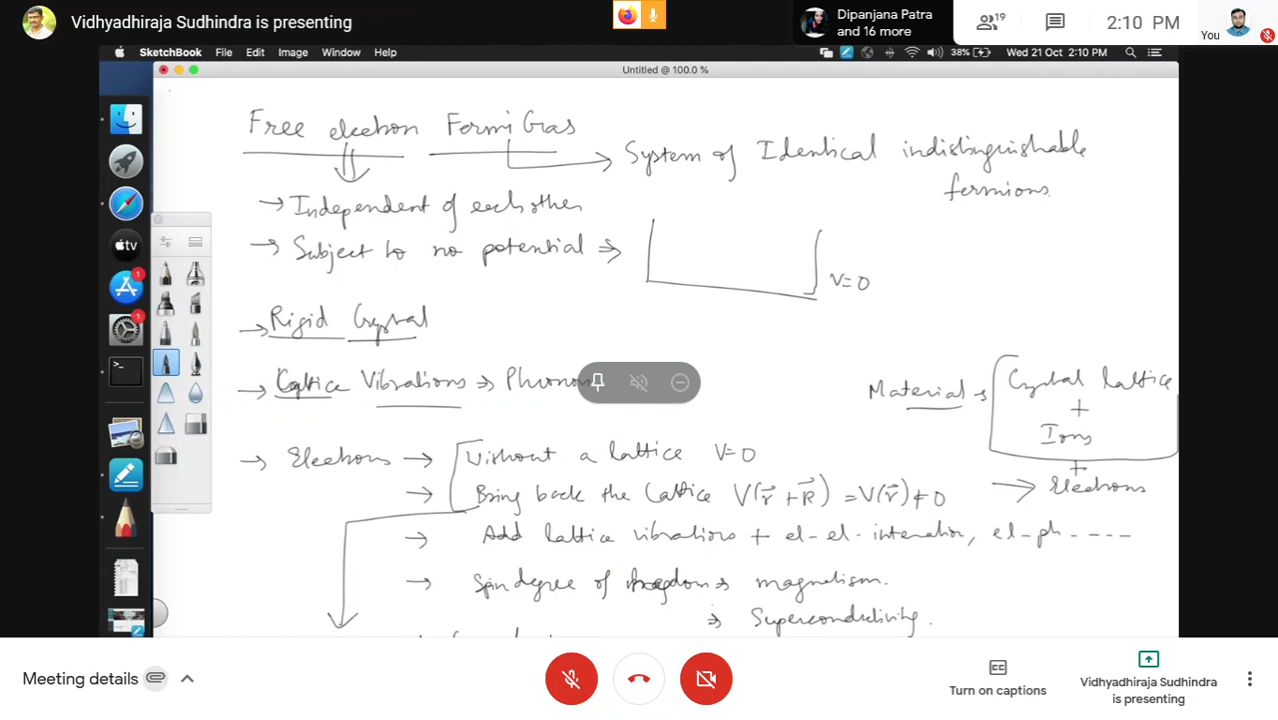 Vidhyadhiraja Sudhindra is presenting
Dipanjana Patra
and 16 more
19
2:10 PM
You
SketchBook File Edit Image Window Help
38% Wed 21 Oct 2:10 PM
Untitled @ 100.0 %
Free electron Fermi Gas
→ System of Identical indistinguishable
fermions.
→ Independent of each other
→ Subject to no potential ⇒
V=0
→ Rigid Crystal
→ Lattice Vibrations ⇒ Phonon
Material → Crystal lattice
+
Ions
+
→ Electrons
→ Electrons → Without a lattice V=0
→ Bring back the Lattice V(r⃗ + R⃗) = V(r⃗) ≠ 0
→ Add lattice vibrations + el-el-interaction, el-ph ----
→ Spin degree of freedom → magnetism.
⇒ Superconductivity.
tv
1
1
Meeting details
Turn on captions
Vidhyadhiraja Sudhindra
is presenting